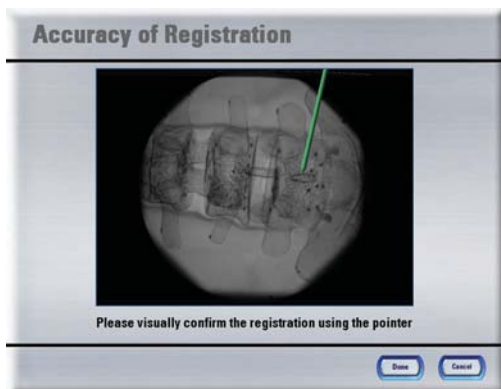 Accuracy of Registration
Please visually confirm the registration using the pointer
Done
Cancel